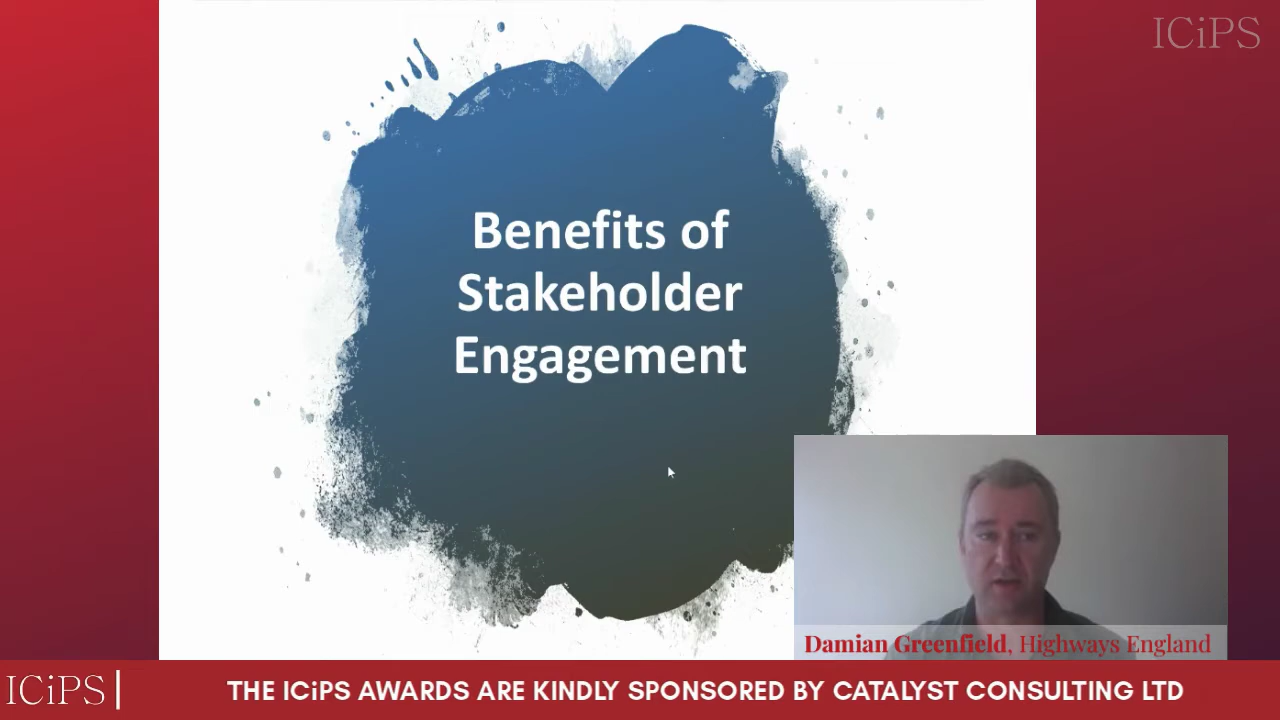 ICiPS
Benefits of
Stakeholder
Engagement
Damian Greenfield, Highways England
ICiPS
THE ICiPS AWARDS ARE KINDLY SPONSORED BY CATALYST CONSULTING LTD